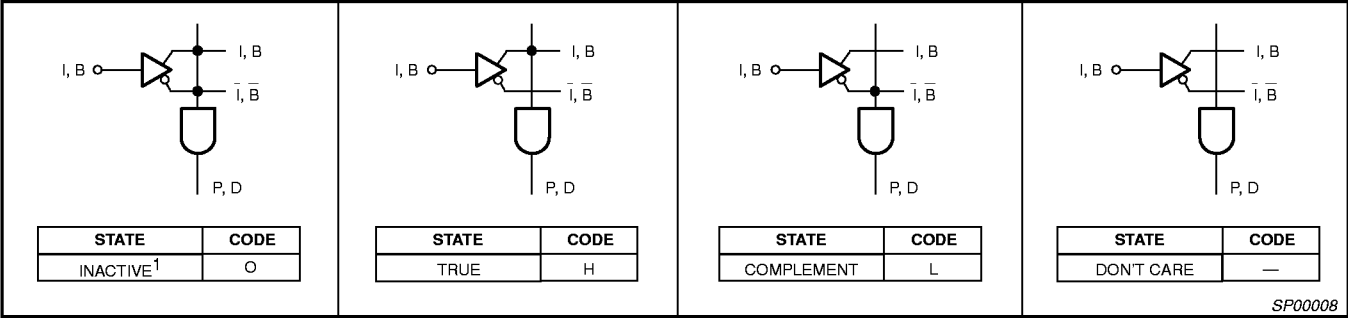 I, B
I, B
I̅, B̅
P, D
STATE CODE
INACTIVE¹ O
I, B
I, B
I̅, B̅
P, D
STATE CODE
TRUE H
I, B
I, B
I̅, B̅
P, D
STATE CODE
COMPLEMENT L
I, B
I, B
I̅, B̅
P, D
STATE CODE
DON'T CARE —
SP00008